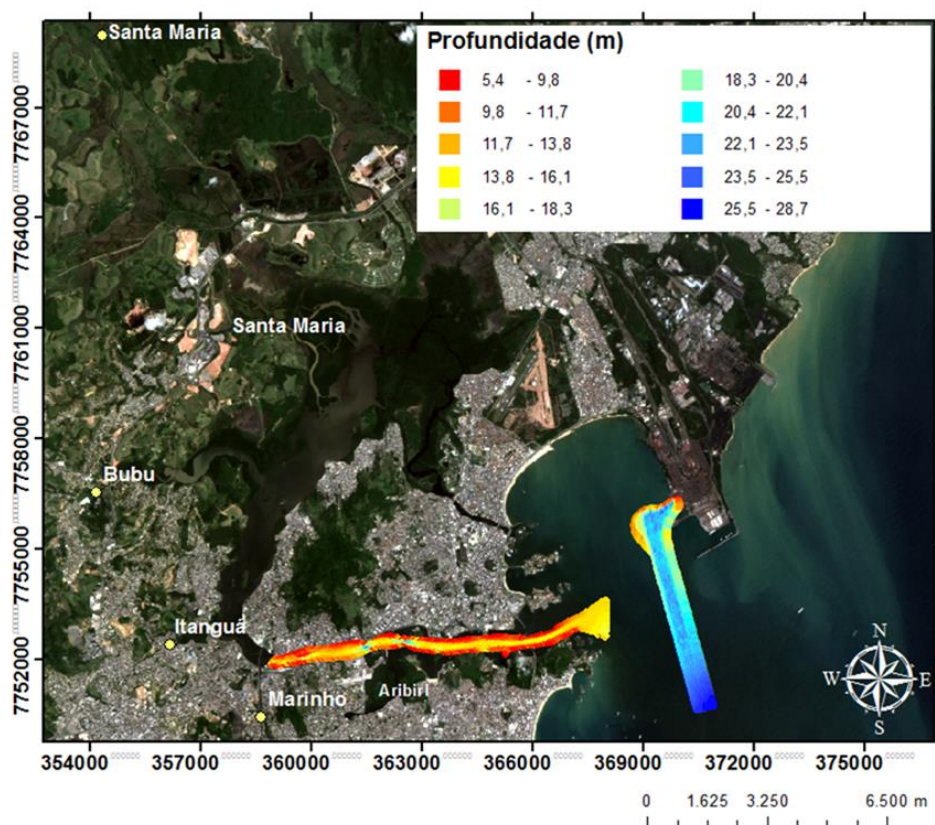 Santa Maria
Profundidade (m)
5,4 - 9,8
9,8 - 11,7
11,7 - 13,8
13,8 - 16,1
16,1 - 18,3
18,3 - 20,4
20,4 - 22,1
22,1 - 23,5
23,5 - 25,5
25,5 - 28,7
Santa Maria
Bubu
Itanguá
Marinho
Aribiri
N
W E
S
7767000
7764000
7761000
7758000
7755000
7752000
354000 357000 360000 363000 366000 369000 372000 375000
0 1.625 3.250 6.500 m